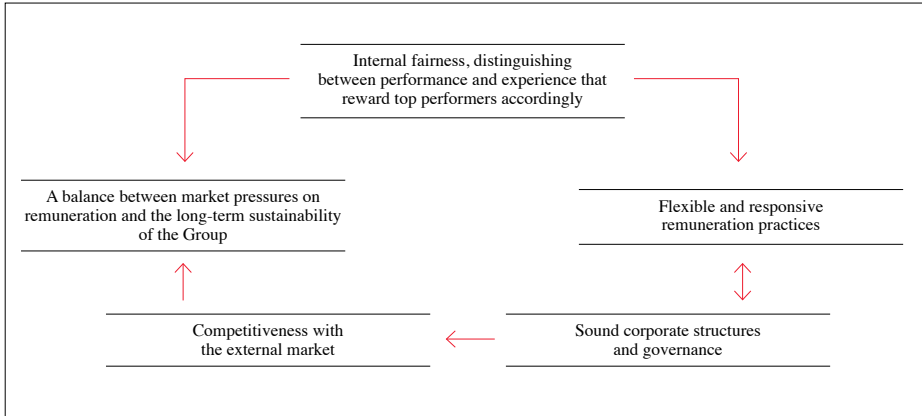 Internal fairness, distinguishing
between performance and experience that
reward top performers accordingly
A balance between market pressures on
remuneration and the long-term sustainability
of the Group
Flexible and responsive
remuneration practices
Competitiveness with
the external market
Sound corporate structures
and governance